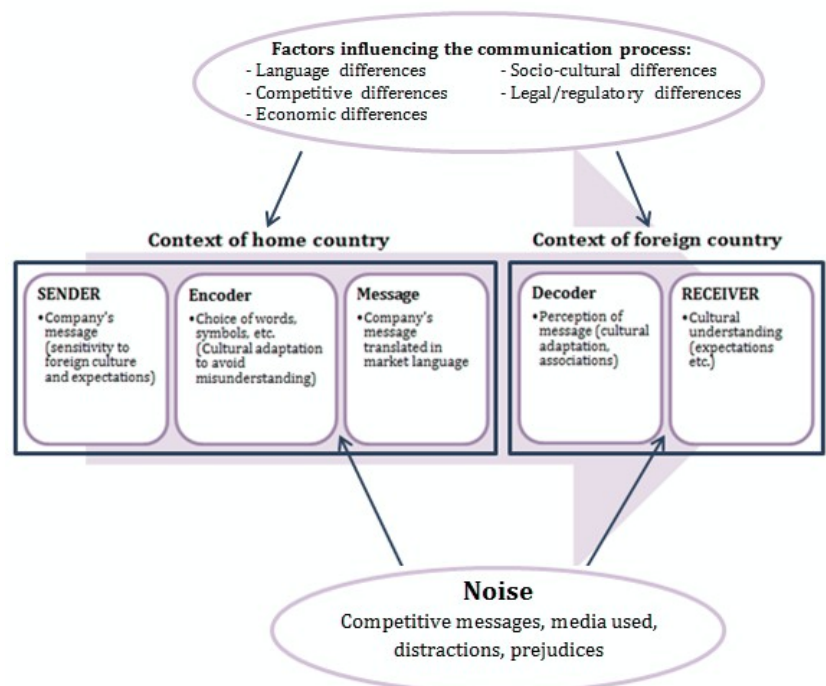 Factors influencing the communication process:
- Language differences
- Competitive differences
- Economic differences
- Socio-cultural differences
- Legal/regulatory differences
Context of home country
Context of foreign country
SENDER
•Company's
message
(sensitivity to
foreign culture
and expectations)
Encoder
•Choice of words,
symbols, etc.
(Cultural adaptation
to avoid
misunderstanding)
Message
•Company's
message
translated in
market language
Decoder
•Perception of
message (cultural
adaptation,
associations)
RECEIVER
•Cultural
understanding
(expectations
etc.)
Noise
Competitive messages, media used,
distractions, prejudices